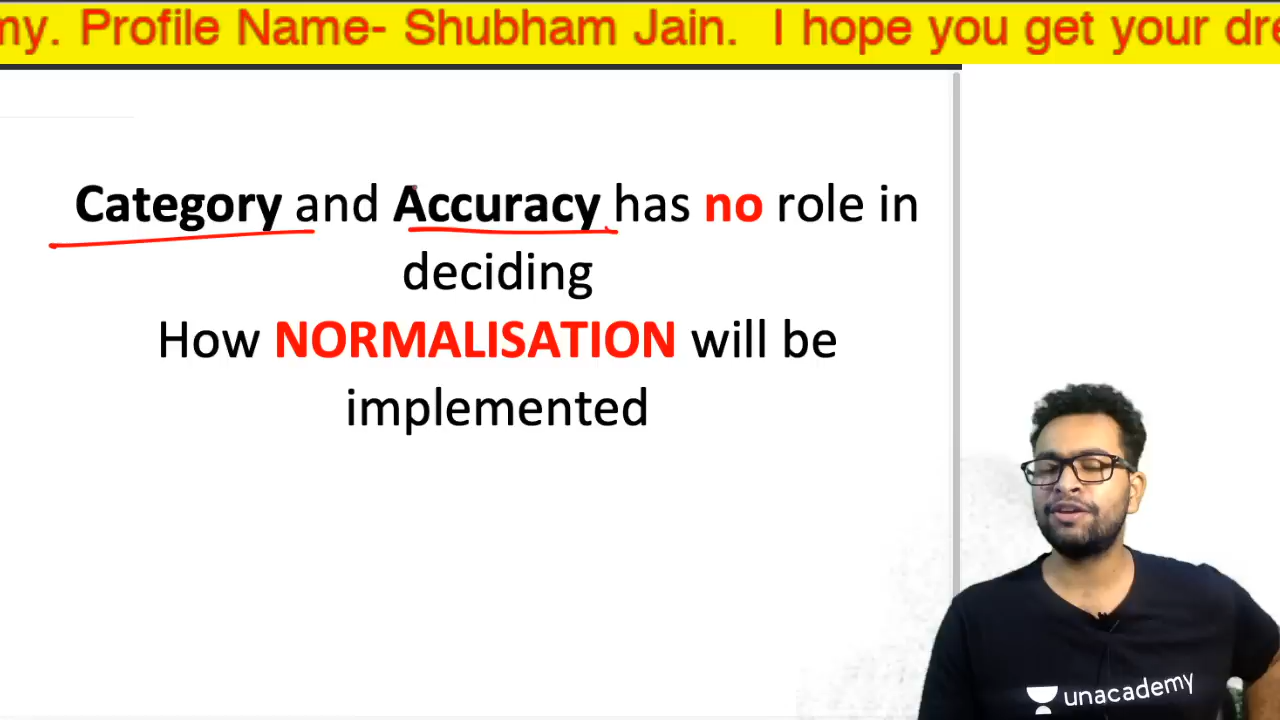 my. Profile Name- Shubham Jain. I hope you get your dre
Category and Accuracy has no role in
deciding
How NORMALISATION will be
implemented
unacademy